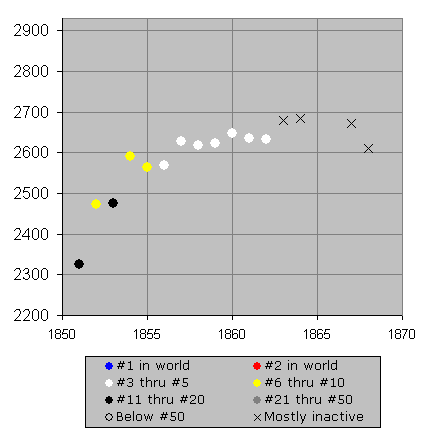 2900
2800
2700
2600
2500
2400
2300
2200
1850 1855 1860 1865 1870
#1 in world #2 in world
#3 thru #5 #6 thru #10
#11 thru #20 #21 thru #50
Below #50 Mostly inactive